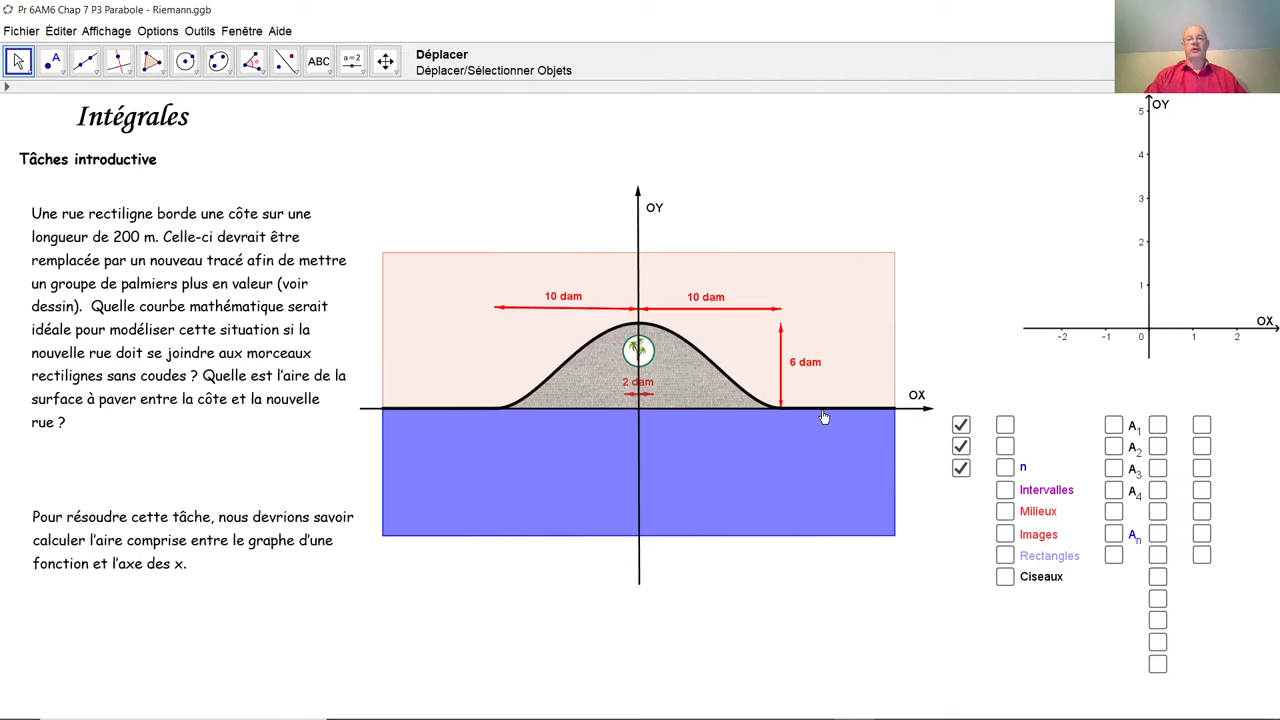 Pr 6AM6 Chap 7 P3 Parabole - Riemann.ggb
Fichier Éditer Affichage Options Outils Fenêtre Aide
A
ABC
a=2
Déplacer
Déplacer/Sélectionner Objets
Intégrales
Tâches introductive
Une rue rectiligne borde une côte sur une
longueur de 200 m. Celle-ci devrait être
remplacée par un nouveau tracé afin de mettre
un groupe de palmiers plus en valeur (voir
dessin). Quelle courbe mathématique serait
idéale pour modéliser cette situation si la
nouvelle rue doit se joindre aux morceaux
rectilignes sans coudes ? Quelle est l'aire de la
surface à paver entre la côte et la nouvelle
rue ?
Pour résoudre cette tâche, nous devrions savoir
calculer l'aire comprise entre le graphe d'une
fonction et l'axe des x.
OY
10 dam 10 dam
6 dam
2 dam
OX
OY
5
4
3
2
1
OX
-2 -1 0 1 2
A1
A2
n A3
Intervalles A4
Milieux
Images An
Rectangles
Ciseaux